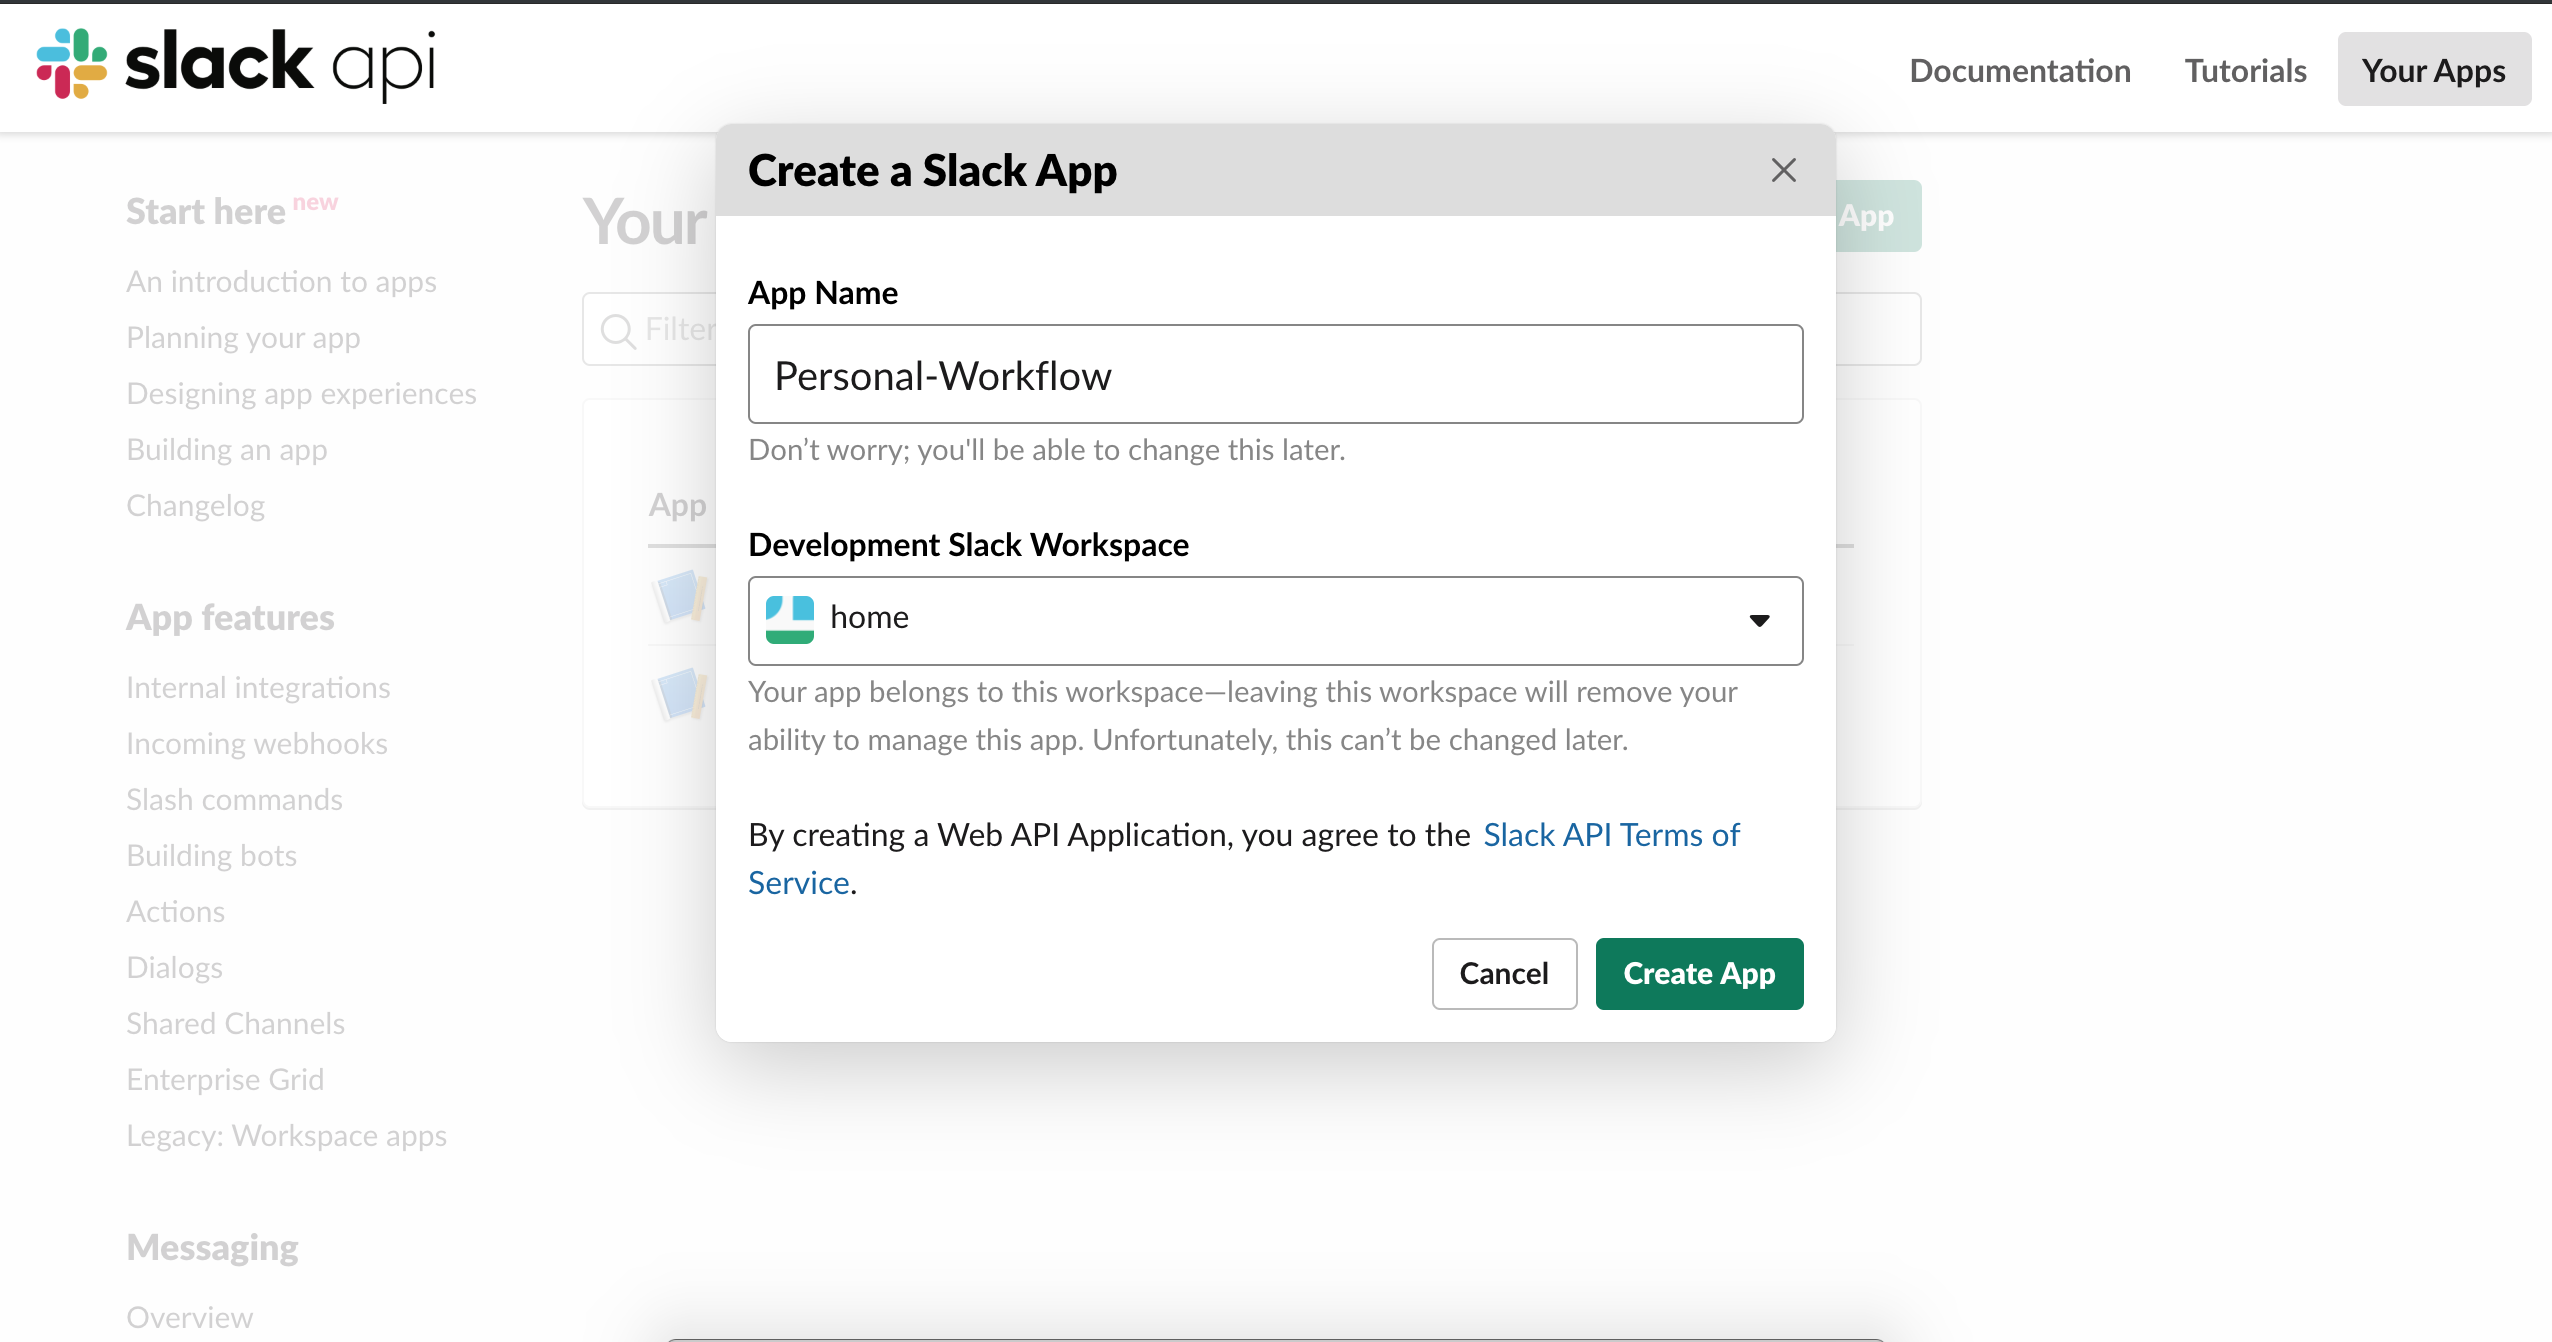 slack api
Documentation
Tutorials
Your Apps
Start here new
An introduction to apps
Planning your app
Designing app experiences
Building an app
Changelog
App features
Internal integrations
Incoming webhooks
Slash commands
Building bots
Actions
Dialogs
Shared Channels
Enterprise Grid
Legacy: Workspace apps
Messaging
Overview
Your
App
Filter
App
Create a Slack App
App Name
Personal-Workflow
Don’t worry; you'll be able to change this later.
Development Slack Workspace
home
Your app belongs to this workspace—leaving this workspace will remove your
ability to manage this app. Unfortunately, this can’t be changed later.
By creating a Web API Application, you agree to the Slack API Terms of
Service.
Cancel
Create App